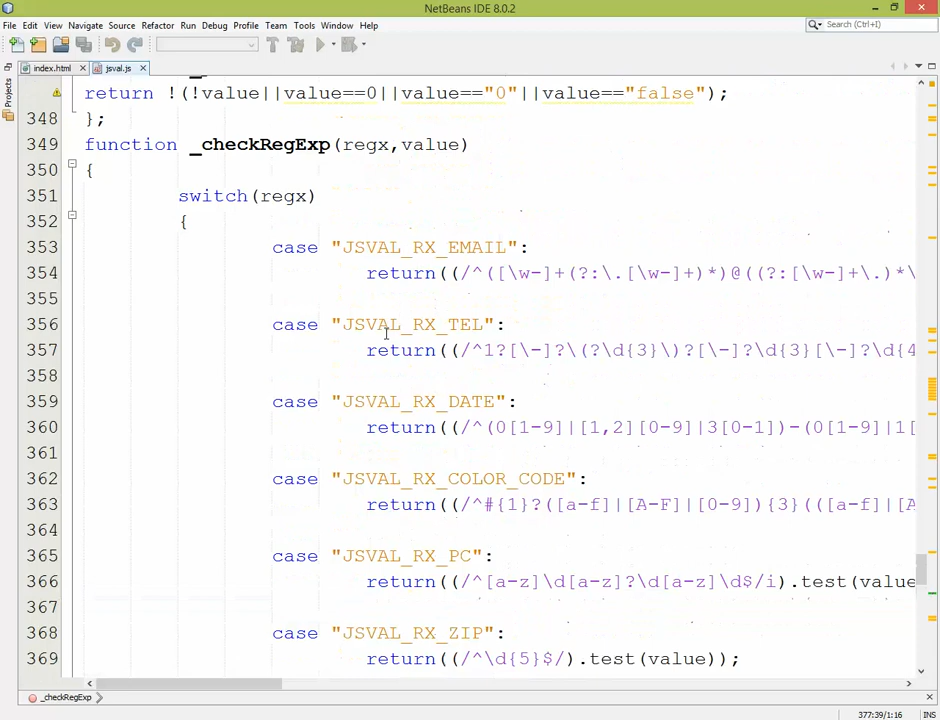 NetBeans IDE 8.0.2
File Edit View Navigate Source Refactor Run Debug Profile Team Tools Window Help
Search (Ctrl+I)
index.html jsval.js
Projects
return !(!value||value==0||value=="0"||value=="false");
348 };
349 function _checkRegExp(regx,value)
350 {
351 switch(regx)
352 {
353 case "JSVAL_RX_EMAIL":
354 return((/^([\w-]+(?:\.[\w-]+)*)@((?:[\w-]+\.)*\
355
356 case "JSVAL_RX_TEL":
357 return((/^1?[\-]?\(?\d{3}\)?[\-]?\d{3}[\-]?\d{4
358
359 case "JSVAL_RX_DATE":
360 return((/^(0[1-9]|[1,2][0-9]|3[0-1])-(0[1-9]|1[
361
362 case "JSVAL_RX_COLOR_CODE":
363 return((/^#{1}?([a-f]|[A-F]|[0-9]){3}(([a-f]|[A
364
365 case "JSVAL_RX_PC":
366 return((/^[a-z]\d[a-z]?\d[a-z]\d$/i).test(value
367
368 case "JSVAL_RX_ZIP":
369 return((/^\d{5}$/).test(value));
_checkRegExp
377:39/1:16 INS